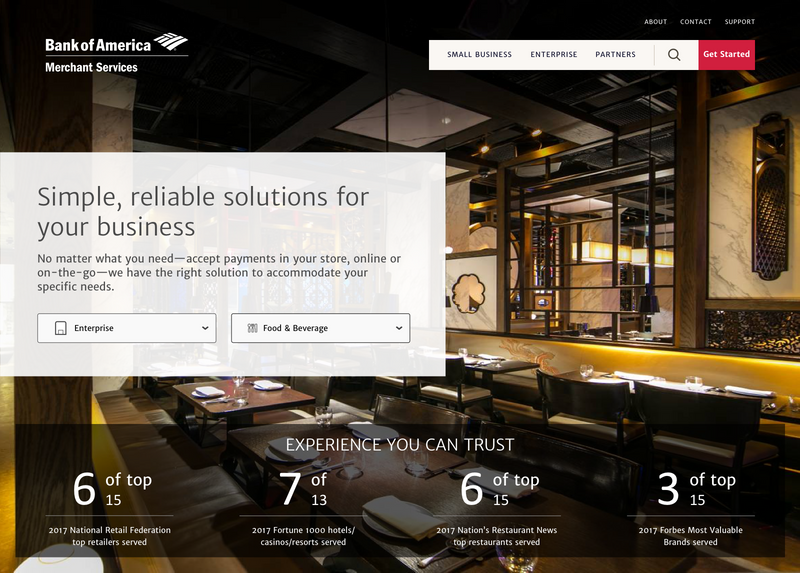 ABOUT CONTACT SUPPORT
Bank of America
Merchant Services
SMALL BUSINESS ENTERPRISE PARTNERS Get Started
Simple, reliable solutions for
your business
No matter what you need—accept payments in your store, online or
on-the-go—we have the right solution to accommodate your
specific needs.
Enterprise Food & Beverage
EXPERIENCE YOU CAN TRUST
6 of top 15
2017 National Retail Federation
top retailers served
7 of 13
2017 Fortune 1000 hotels/
casinos/resorts served
6 of top 15
2017 Nation's Restaurant News
top restaurants served
3 of top 15
2017 Forbes Most Valuable
Brands served